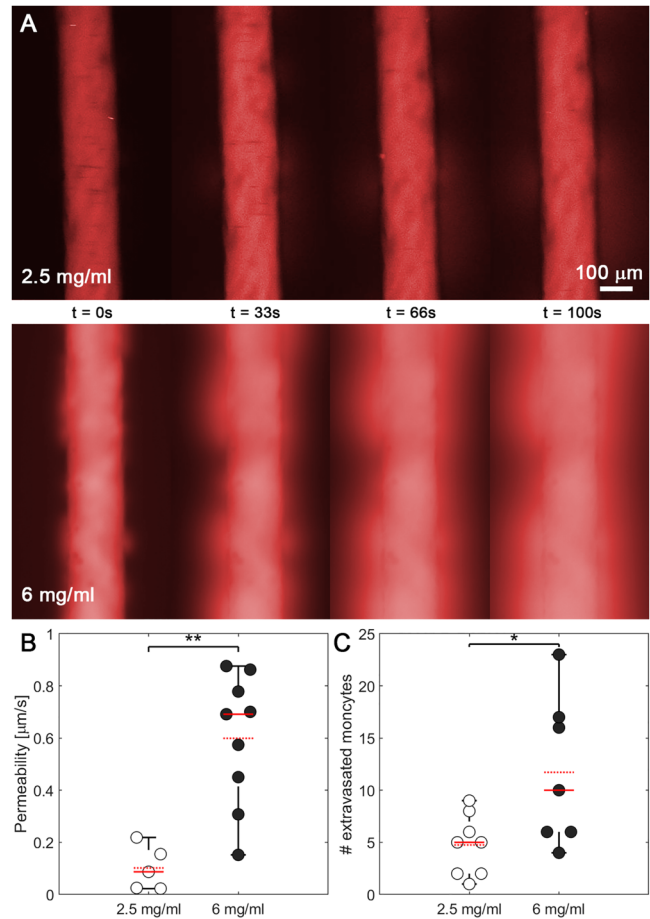 A
2.5 mg/ml
100 μm
t = 0s t = 33s t = 66s t = 100s
6 mg/ml
B
**
1
0.8
0.6
0.4
0.2
0
Permeability [μm/s]
2.5 mg/ml 6 mg/ml
C
*
25
20
15
10
5
0
# extravasated moncytes
2.5 mg/ml 6 mg/ml